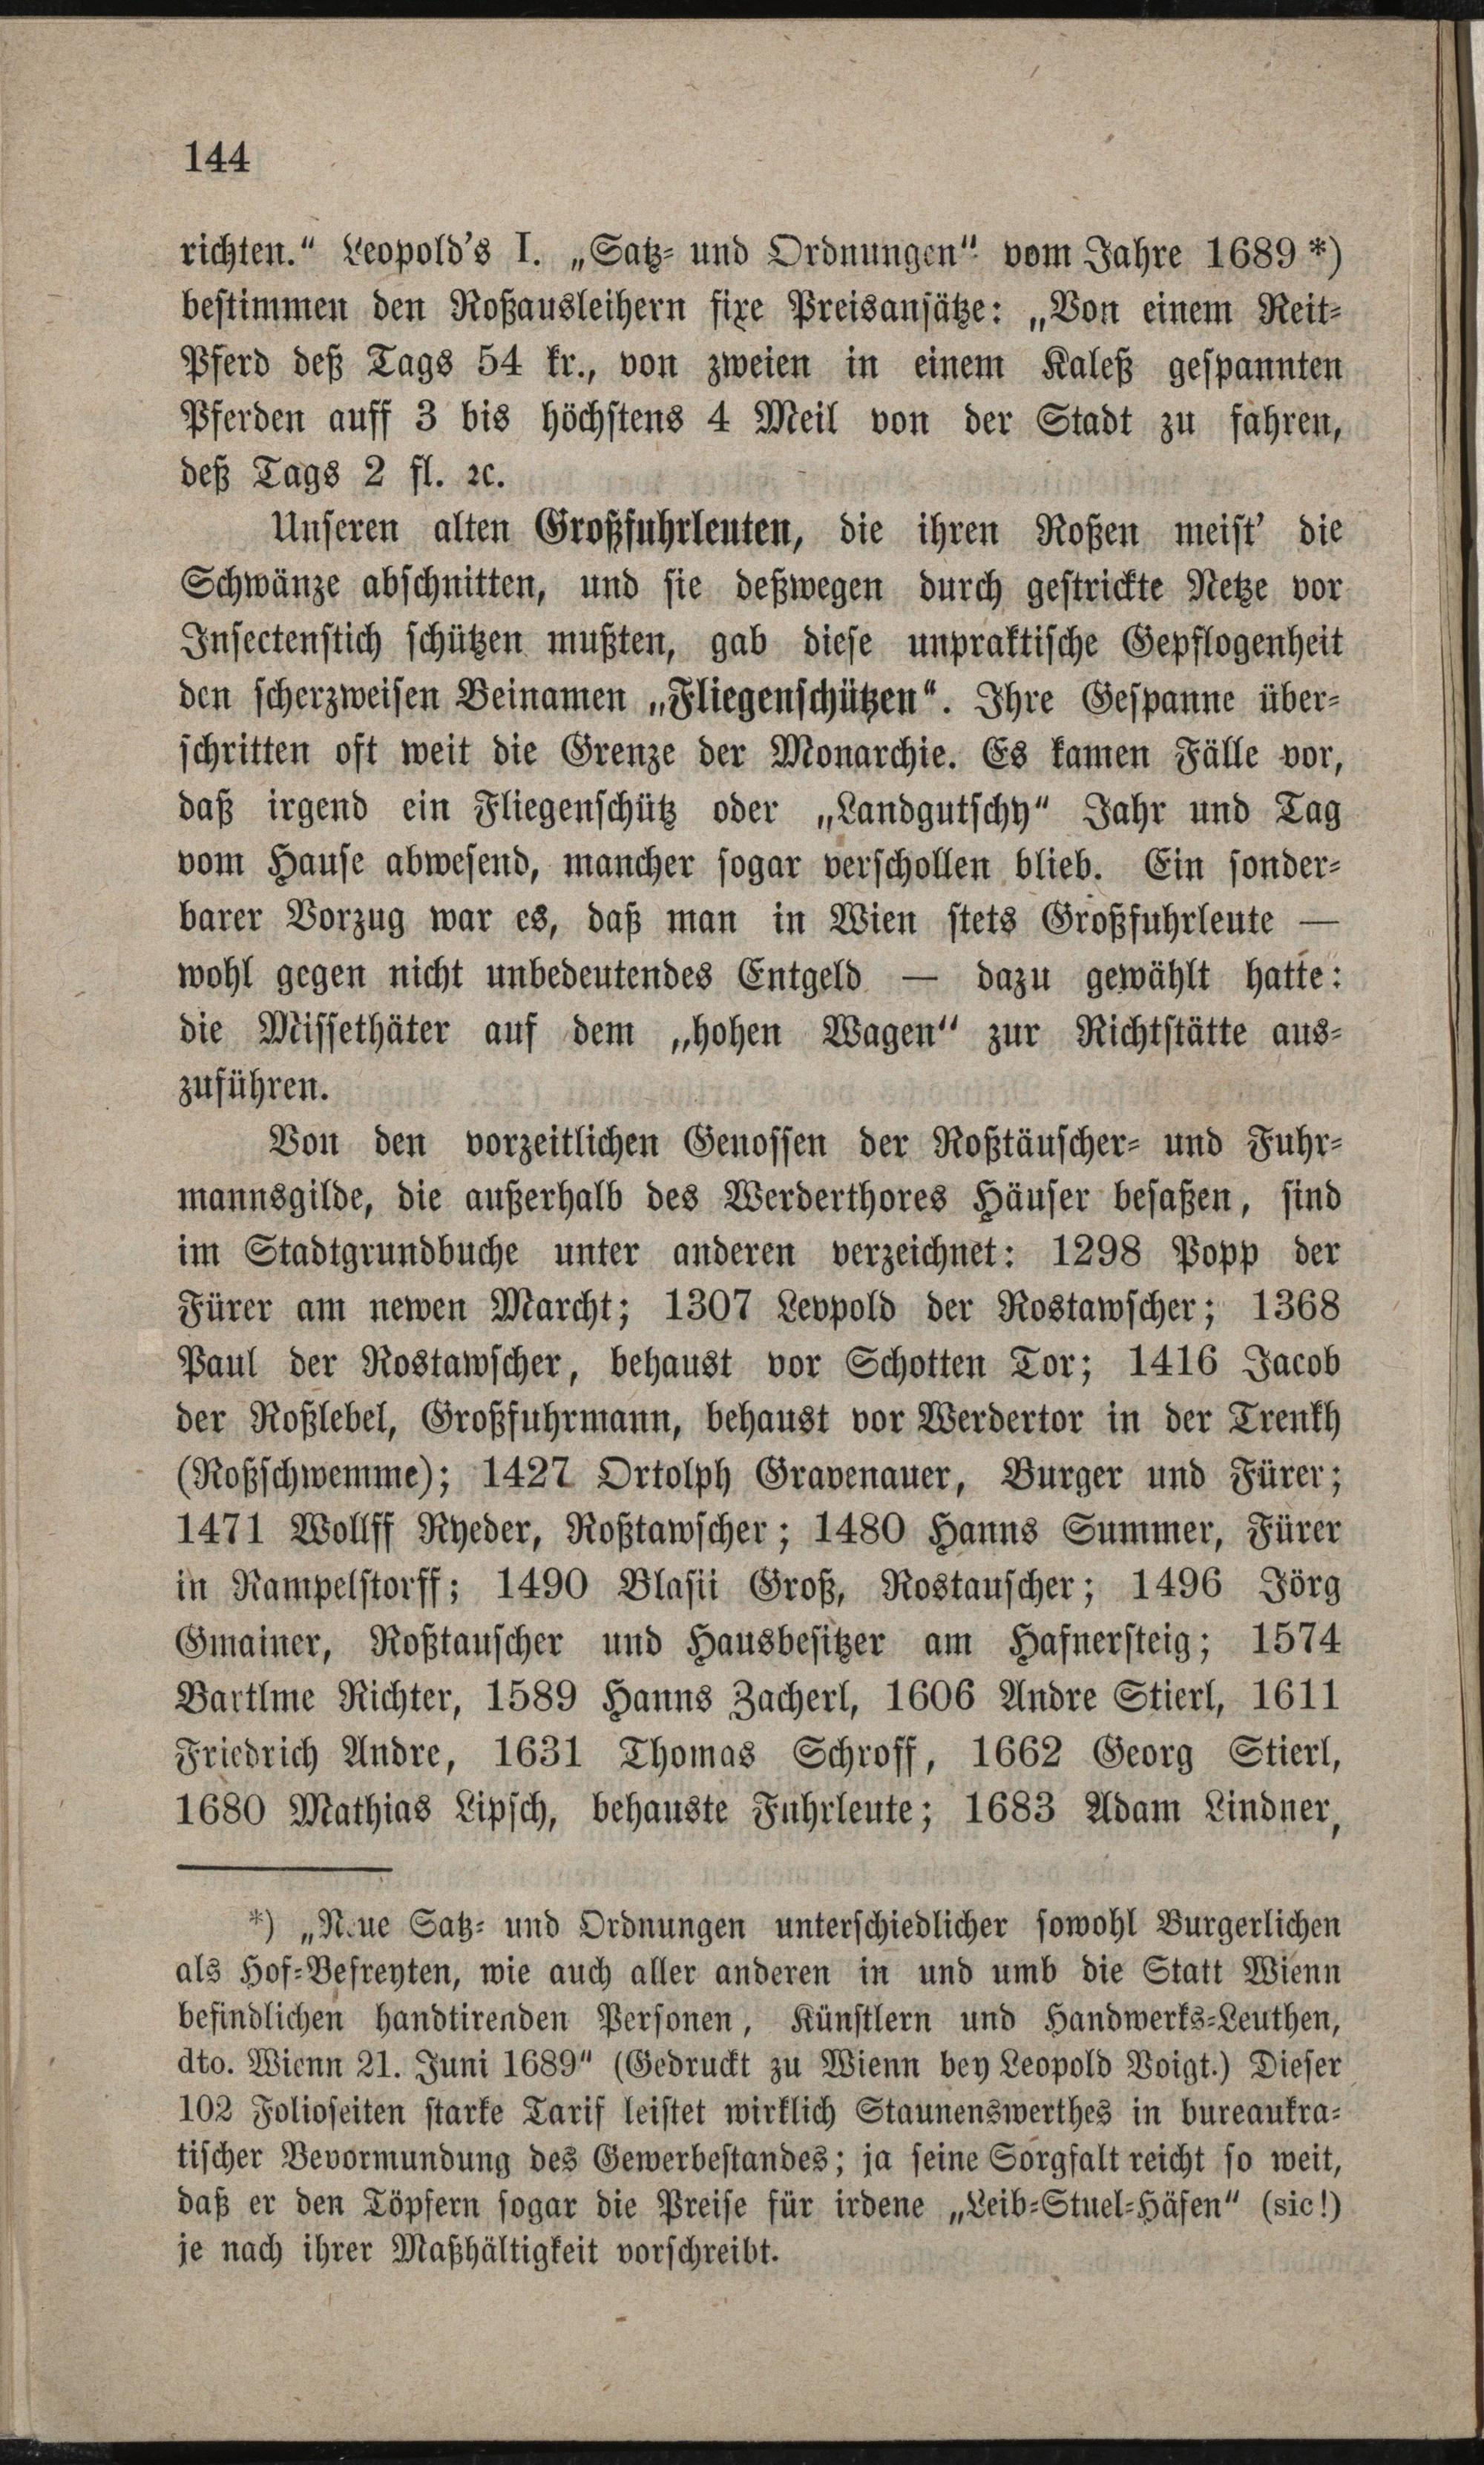 144
richten.“ Leopold's I. „Satz- und Ordnungen“ vom Jahre 1689 *)
bestimmen den Roßausleihern fixe Preisansätze: „Von einem Reit-
Pferd deß Tags 54 kr., von zweien in einem Kaleß gespannten
Pferden auff 3 bis höchstens 4 Meil von der Stadt zu fahren,
deß Tags 2 fl. ꝛc.
Unseren alten Großfuhrleuten, die ihren Roßen meist' die
Schwänze abschnitten, und sie deßwegen durch gestrickte Netze vor
Insectenstich schützen mußten, gab diese unpraktische Gepflogenheit
den scherzweisen Beinamen „Fliegenschützen“. Ihre Gespanne über-
schritten oft weit die Grenze der Monarchie. Es kamen Fälle vor,
daß irgend ein Fliegenschütz oder „Landgutschy“ Jahr und Tag
vom Hause abwesend, mancher sogar verschollen blieb. Ein sonder-
barer Vorzug war es, daß man in Wien stets Großfuhrleute —
wohl gegen nicht unbedeutendes Entgeld — dazu gewählt hatte:
die Missethäter auf dem „hohen Wagen“ zur Richtstätte aus-
zuführen.
Von den vorzeitlichen Genossen der Roßtäuscher- und Fuhr-
mannsgilde, die außerhalb des Werderthores Häuser besaßen, sind
im Stadtgrundbuche unter anderen verzeichnet: 1298 Popp der
Fürer am newen Marcht; 1307 Leopold der Rostawscher; 1368
Paul der Rostawscher, behaust vor Schotten Tor; 1416 Jacob
der Roßlebel, Großfuhrmann, behaust vor Werdertor in der Trenkh
(Roßschwemme); 1427 Ortolph Gravenauer, Burger und Fürer;
1471 Wollff Ryeder, Roßtawscher; 1480 Hanns Summer, Fürer
in Rampelstorff; 1490 Blasii Groß, Rostauscher; 1496 Jörg
Gmainer, Roßtauscher und Hausbesitzer am Hafnersteig; 1574
Bartlme Richter, 1589 Hanns Zacherl, 1606 Andre Stierl, 1611
Friedrich Andre, 1631 Thomas Schroff, 1662 Georg Stierl,
1680 Mathias Lipsch, behauste Fuhrleute; 1683 Adam Lindner,
*) „Neue Satz- und Ordnungen unterschiedlicher sowohl Burgerlichen
als Hof-Befreyten, wie auch aller anderen in und umb die Statt Wienn
befindlichen handtirenden Personen, Künstlern und Handwerks-Leuthen,
dto. Wienn 21. Juni 1689“ (Gedruckt zu Wienn bey Leopold Voigt.) Dieser
102 Folioseiten starke Tarif leistet wirklich Staunenswerthes in bureaukra-
tischer Bevormundung des Gewerbestandes; ja seine Sorgfalt reicht so weit,
daß er den Töpfern sogar die Preise für irdene „Leib-Stuel-Häfen“ (sic!)
je nach ihrer Maßhältigkeit vorschreibt.